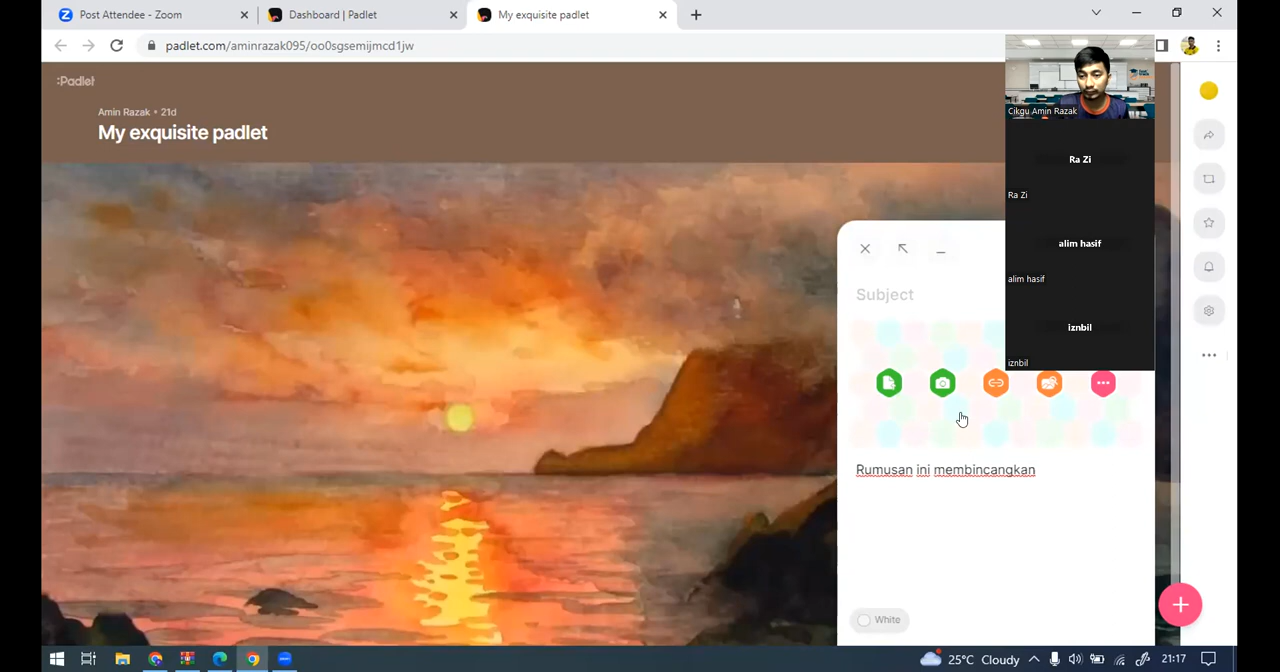 Post Attendee - Zoom
Dashboard | Padlet
My exquisite padlet
padlet.com/aminrazak095/oo0sgsemijmcd1jw
:Padlet
Amin Razak • 21d
My exquisite padlet
Cikgu Amin Razak
Ra Zi
Ra Zi
alim hasif
alim hasif
iznbil
iznbil
Subject
Rumusan ini membincangkan
White
25°C Cloudy
21:17